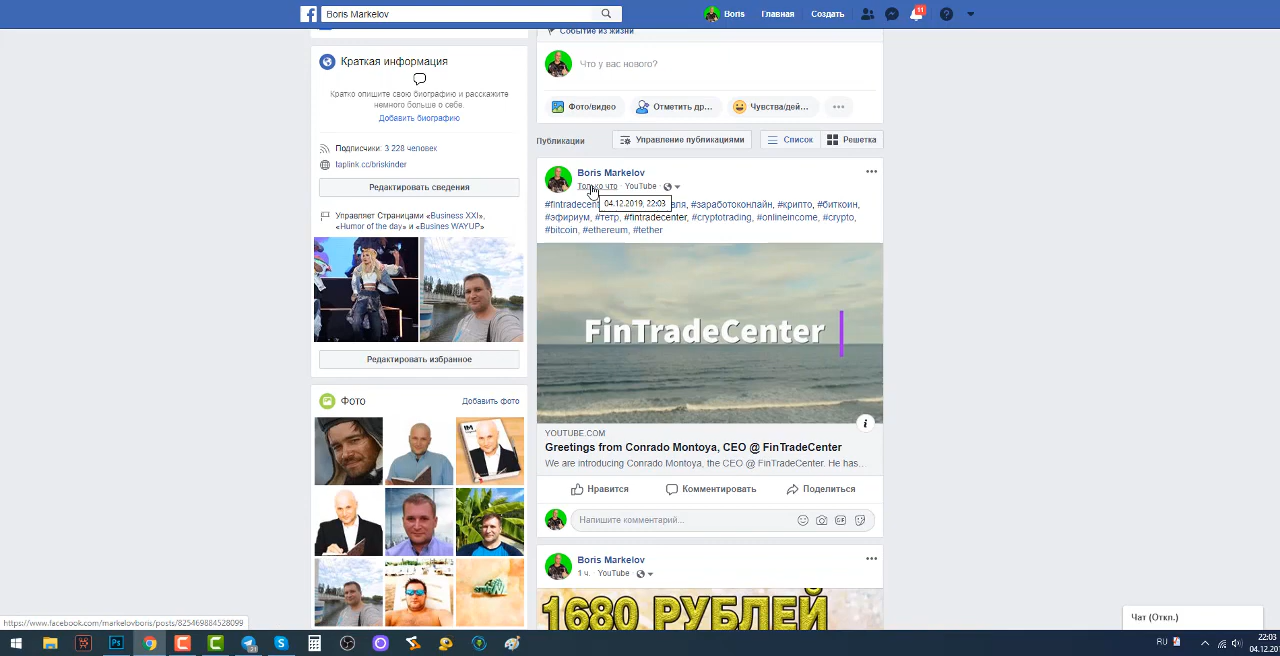 Boris Markelov
Boris
Главная
Создать
51
Событие из жизни
Краткая информация
Кратко опишите свою биографию и расскажите
немного больше о себе.
Добавить биографию
Подписчики: 3 228 человек
taplink.cc/briskinder
Редактировать сведения
Управляет Страницами «Business XXI»,
«Humor of the day» и «Busines WAYUP»
Редактировать избранное
Фото
Добавить фото
Что у вас нового?
Фото/видео
Отметить др...
Чувства/дей...
Публикации
Управление публикациями
Список
Решетка
Boris Markelov
Только что · YouTube ·
04.12.2019, 22:03
#заработоконлайн, #крипто, #биткоин,
#эфириум, #тетр, #fintradecenter, #cryptotrading, #onlineincome, #crypto,
#bitcoin, #ethereum, #tether
FinTradeCenter
YOUTUBE.COM
Greetings from Conrado Montoya, CEO @ FinTradeCenter
We are introducing Conrado Montoya, the CEO @ FinTradeCenter. He has...
Нравится
Комментировать
Поделиться
Напишите комментарий...
GIF
Boris Markelov
1 ч. · YouTube ·
1680 РУБЛЕЙ
Чат (Откл.)
https://www.facebook.com/markelovboris/posts/825469884528099
RU
22:03
04.12.20